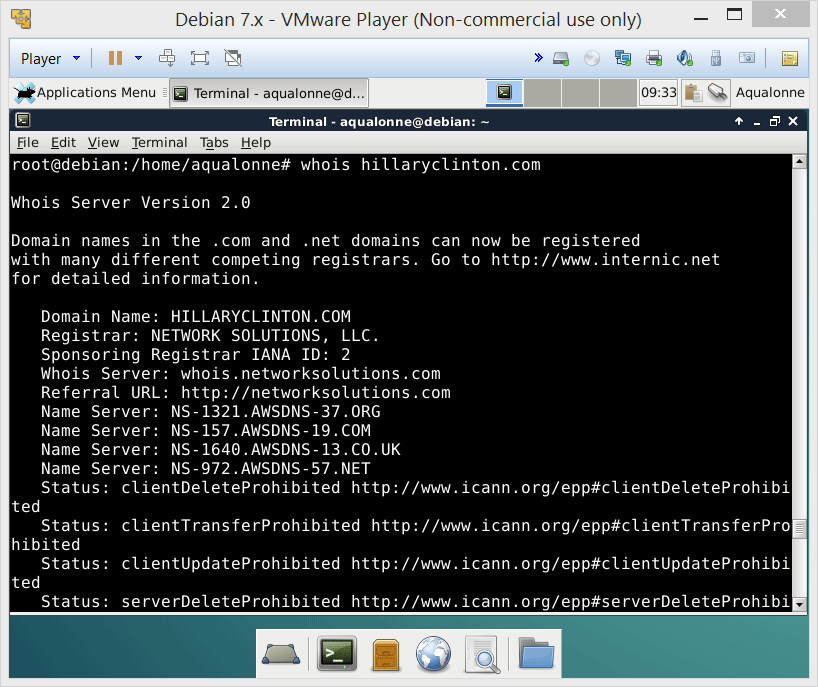 Debian 7.x - VMware Player (Non-commercial use only)
Player
Applications Menu
Terminal - aqualonne@d...
09:33
Aqualonne
Terminal - aqualonne@debian: ~
File Edit View Terminal Tabs Help
root@debian:/home/aqualonne# whois hillaryclinton.com
Whois Server Version 2.0
Domain names in the .com and .net domains can now be registered
with many different competing registrars. Go to http://www.internic.net
for detailed information.
Domain Name: HILLARYCLINTON.COM
Registrar: NETWORK SOLUTIONS, LLC.
Sponsoring Registrar IANA ID: 2
Whois Server: whois.networksolutions.com
Referral URL: http://networksolutions.com
Name Server: NS-1321.AWSDNS-37.ORG
Name Server: NS-157.AWSDNS-19.COM
Name Server: NS-1640.AWSDNS-13.CO.UK
Name Server: NS-972.AWSDNS-57.NET
Status: clientDeleteProhibited http://www.icann.org/epp#clientDeleteProhibi
ted
Status: clientTransferProhibited http://www.icann.org/epp#clientTransferPro
hibited
Status: clientUpdateProhibited http://www.icann.org/epp#clientUpdateProhibi
ted
Status: serverDeleteProhibited http://www.icann.org/epp#serverDeleteProhibi